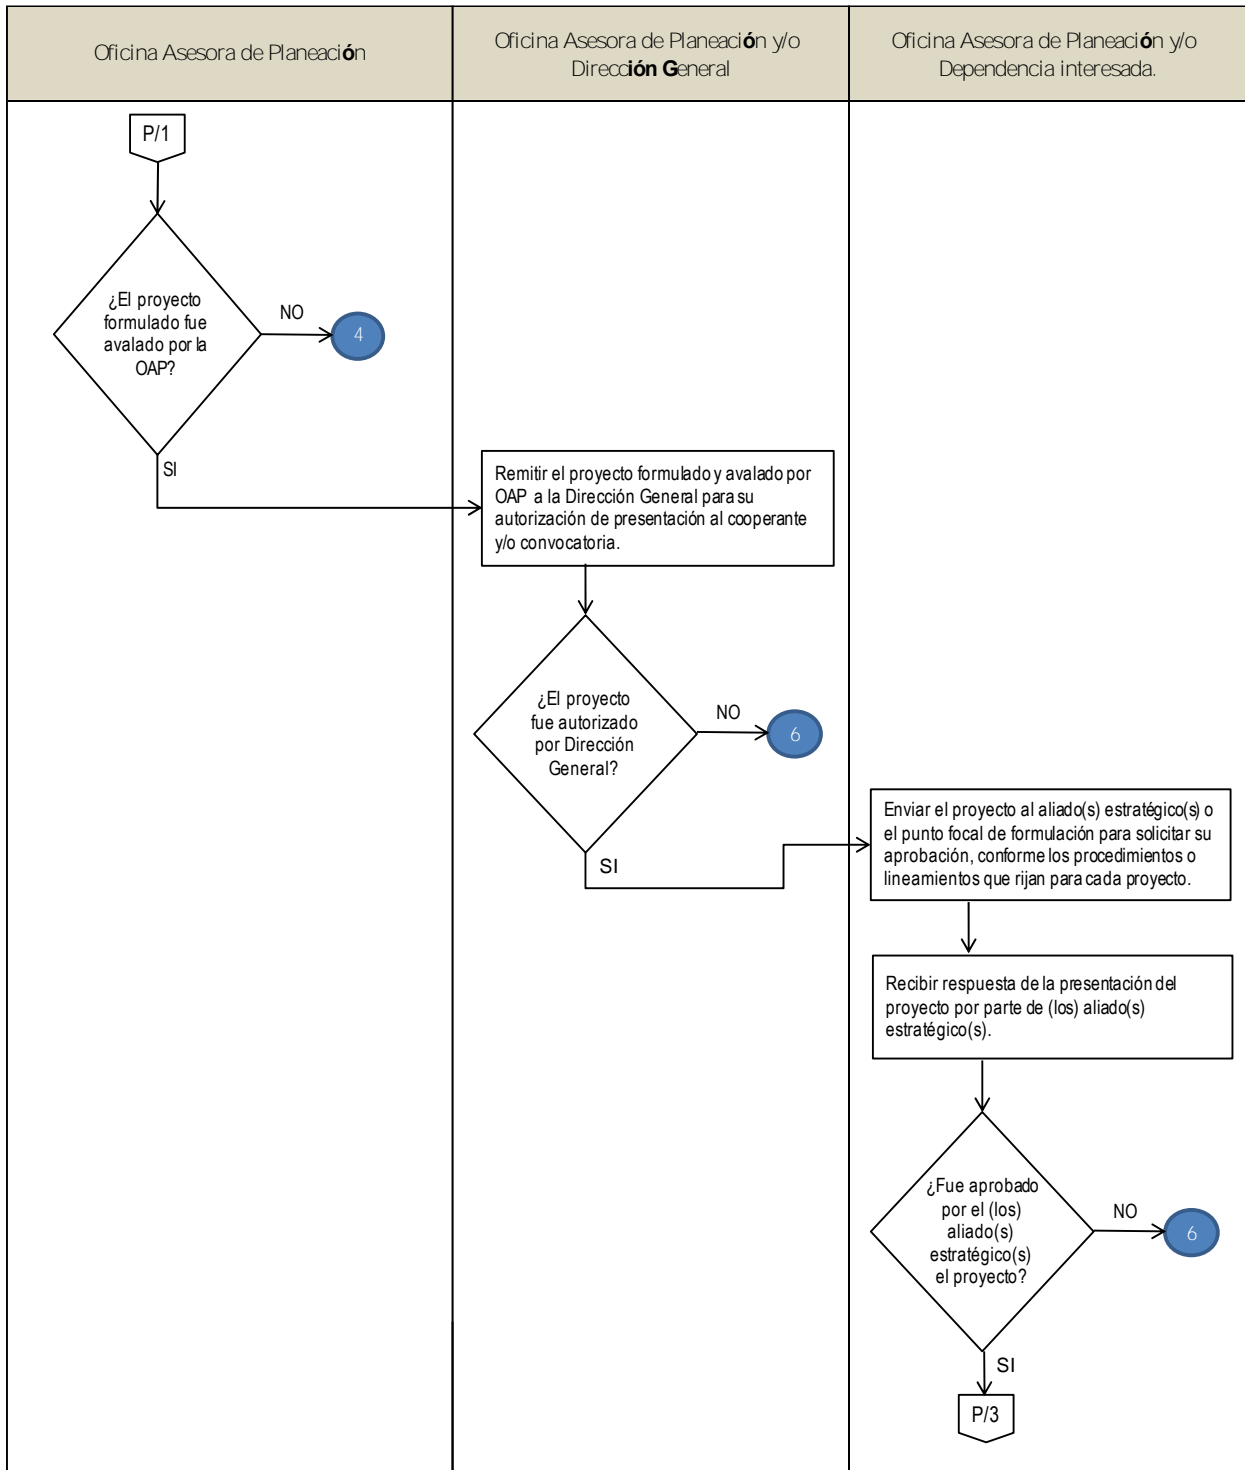 Oficina Asesora de Planeación
Oficina Asesora de Planeación y/o
Dirección General
Oficina Asesora de Planeación y/o
Dependencia interesada.
P/1
¿El proyecto
formulado fue
avalado por la
OAP?
NO
4
SI
Remitir el proyecto formulado y avalado por
OAP a la Dirección General para su
autorización de presentación al cooperante
y/o convocatoria.
¿El proyecto
fue autorizado
por Dirección
General?
NO
6
SI
Enviar el proyecto al aliado(s) estratégico(s) o
el punto focal de formulación para solicitar su
aprobación, conforme los procedimientos o
lineamientos que rijan para cada proyecto.
Recibir respuesta de la presentación del
proyecto por parte de (los) aliado(s)
estratégico(s).
¿Fue aprobado
por el (los)
aliado(s)
estratégico(s)
el proyecto?
NO
6
SI
P/3